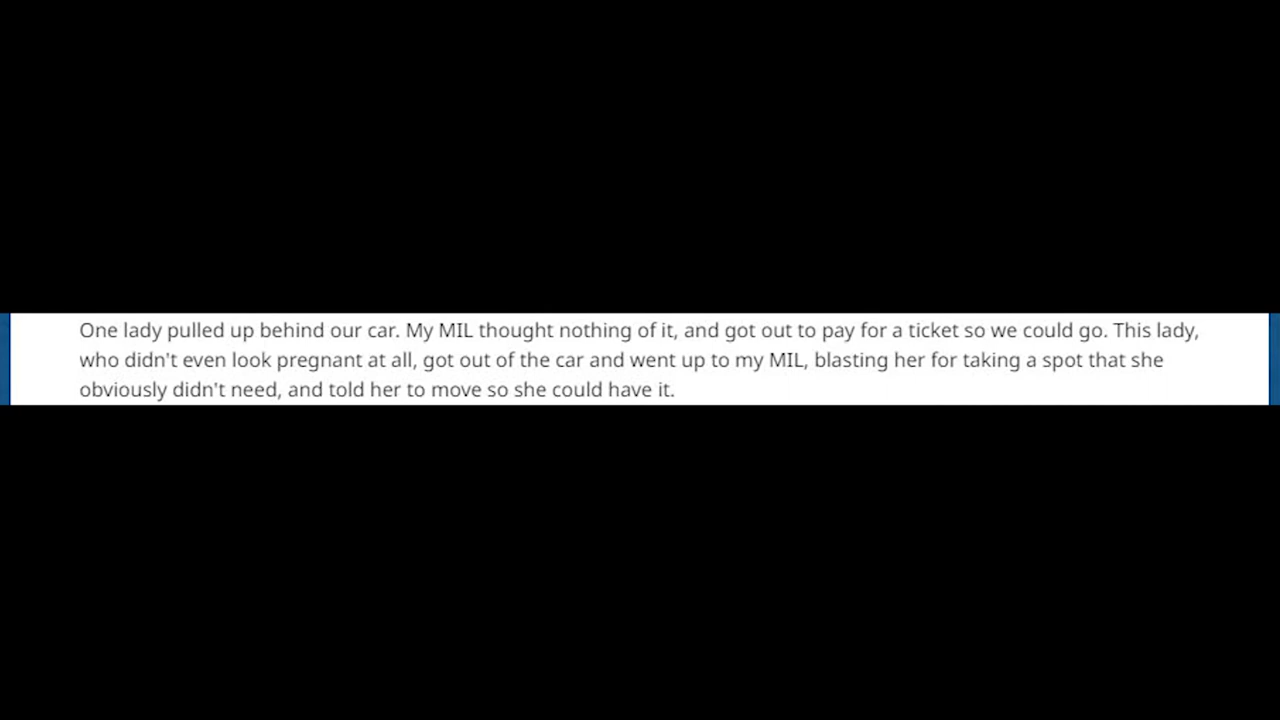 One lady pulled up behind our car. My MIL thought nothing of it, and got out to pay for a ticket so we could go. This lady,
who didn't even look pregnant at all, got out of the car and went up to my MIL, blasting her for taking a spot that she
obviously didn't need, and told her to move so she could have it.